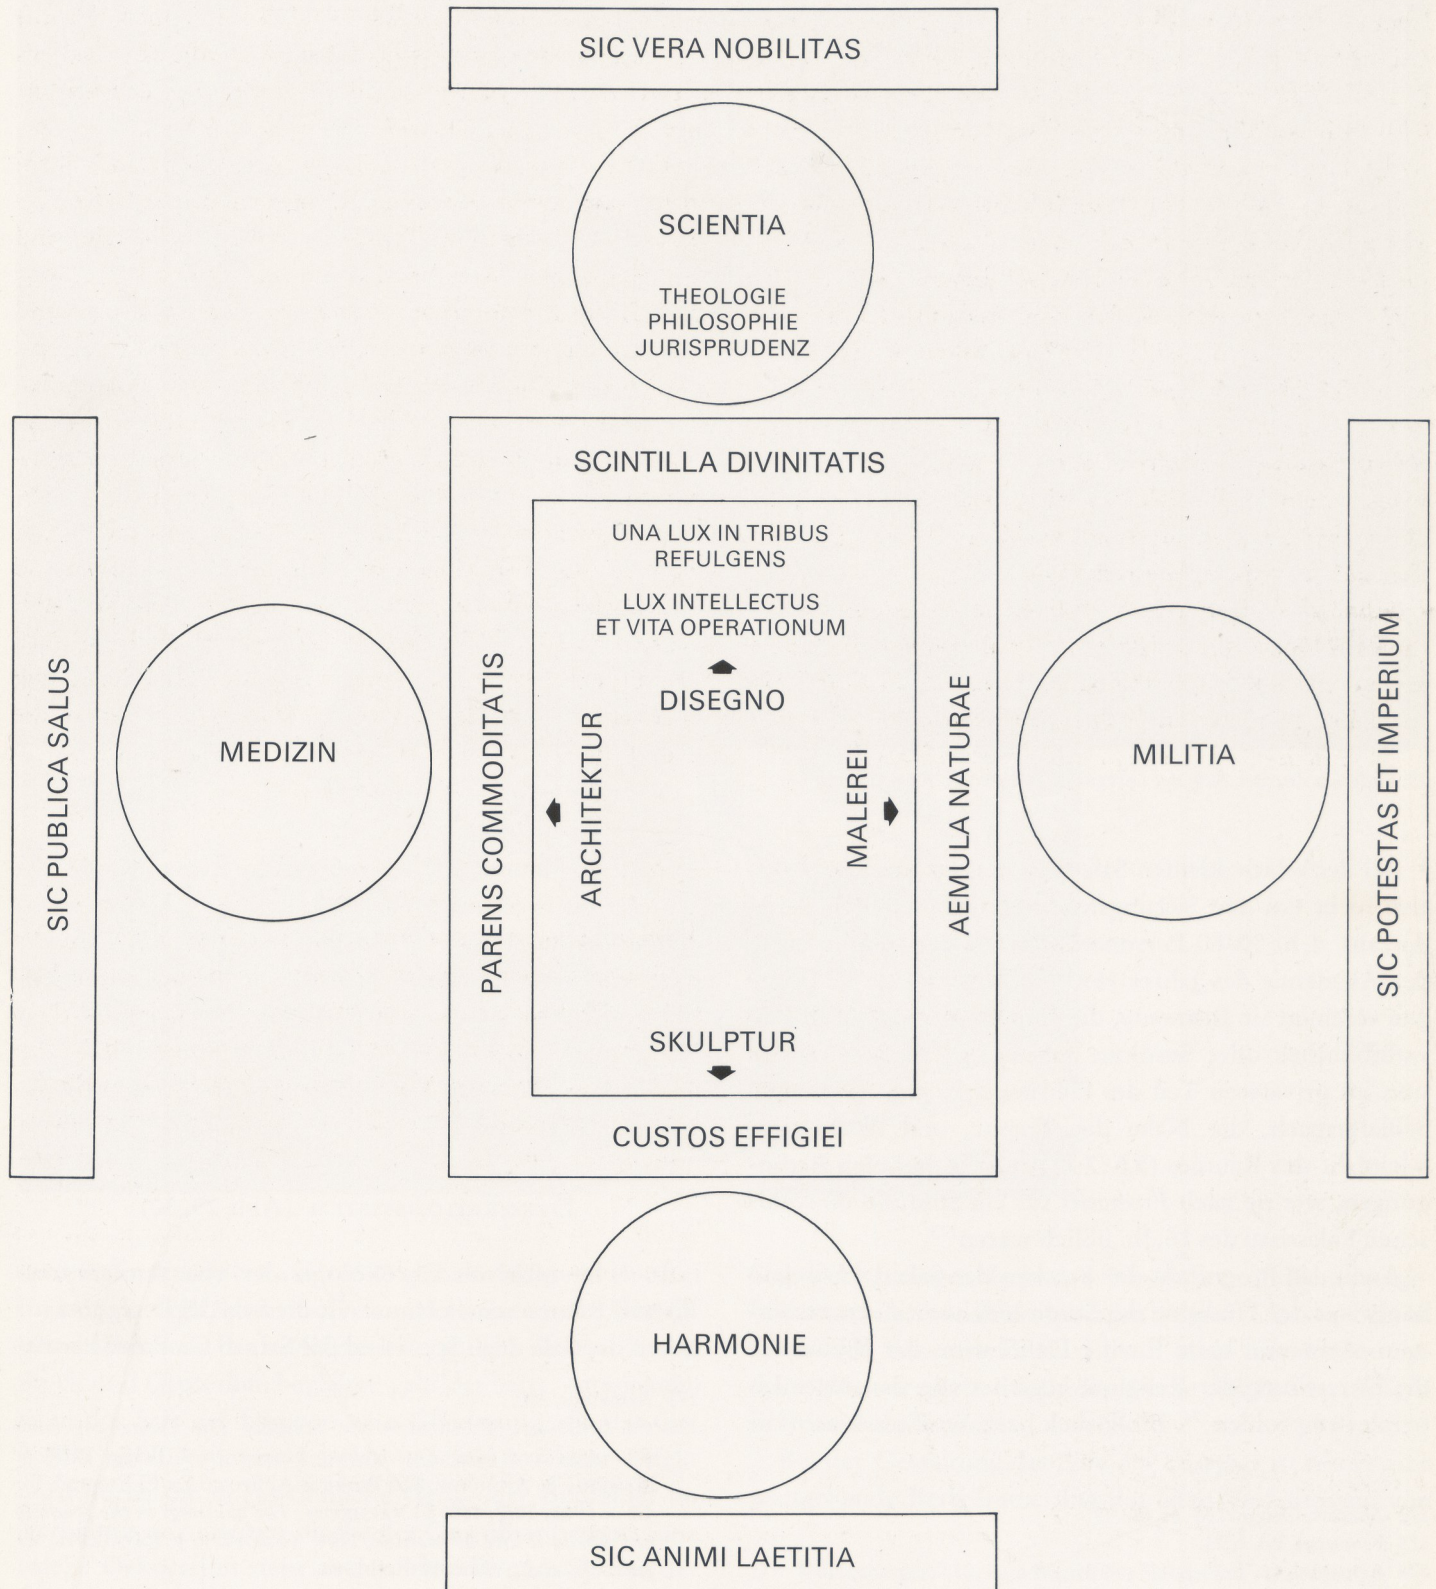 SIC VERA NOBILITAS
SCIENTIA
THEOLOGIE
PHILOSOPHIE
JURISPRUDENZ
SIC PUBLICA SALUS
MEDIZIN
PARENS COMMODITATIS
SCINTILLA DIVINITATIS
UNA LUX IN TRIBUS
REFULGENS
LUX INTELLECTUS
ET VITA OPERATIONUM
DISEGNO
ARCHITEKTUR
MALEREI
SKULPTUR
AEMULA NATURAE
CUSTOS EFFIGIEI
MILITIA
SIC POTESTAS ET IMPERIUM
HARMONIE
SIC ANIMI LAETITIA